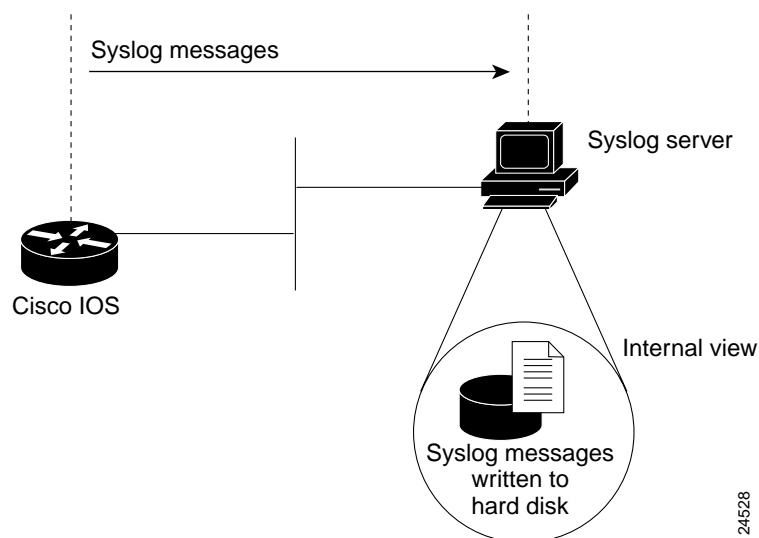 Syslog messages
Syslog server
Cisco IOS
Internal view
Syslog messages
written to
hard disk
24528